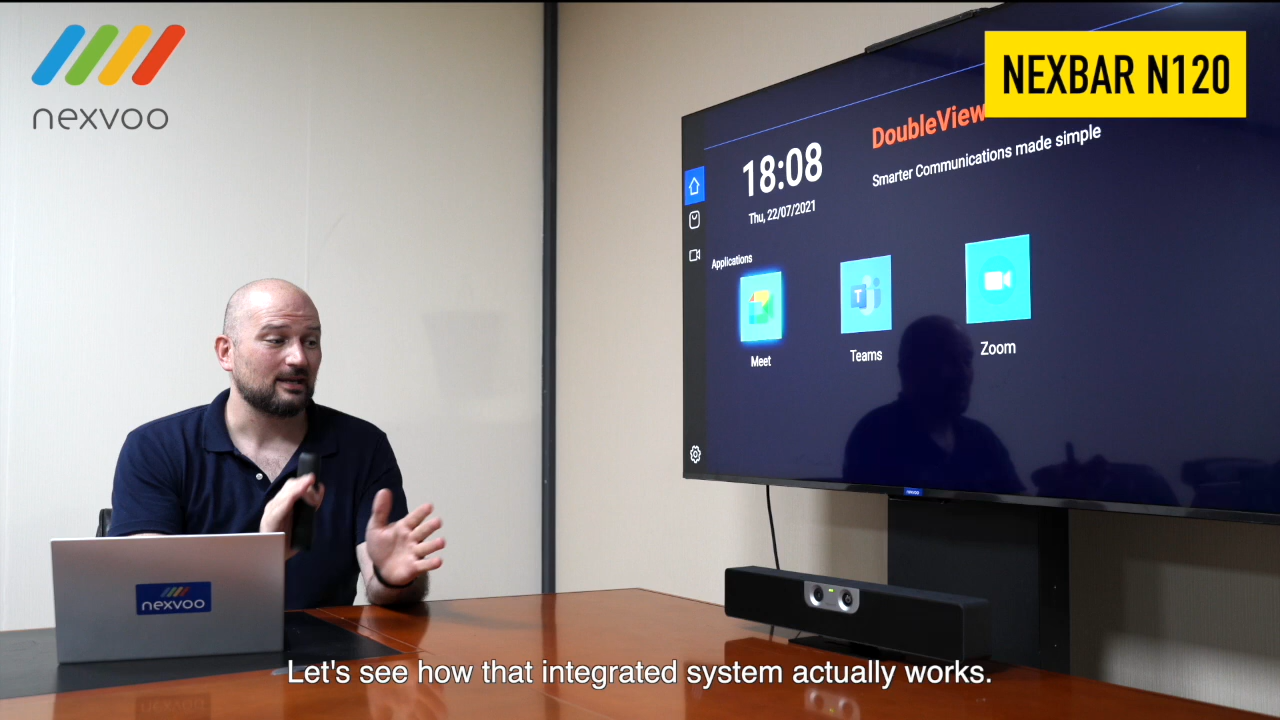 nexvoo
NEXBAR N120
DoubleView
Smarter Communications made simple
18:08
Thu, 22/07/2021
Applications
Meet
Teams
Zoom
nexvoo
nexvoo
Let's see how that integrated system actually works.